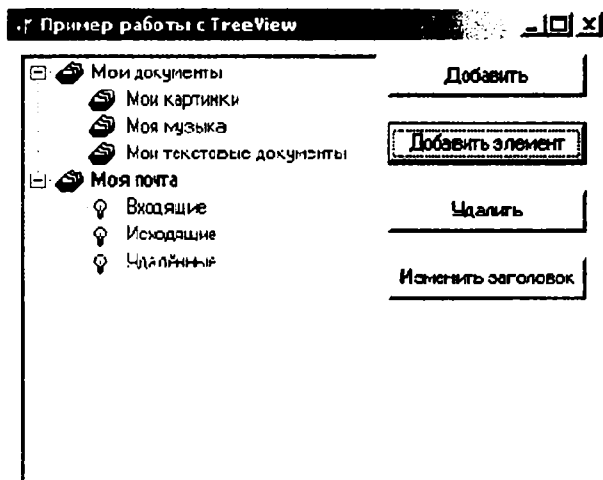 Пример работы с TreeView
Мои документы
Мои картинки
Моя музыка
Мои текстовые документы
Моя почта
Входящие
Исходящие
Удалённые
Добавить
Добавить элемент
Удалить
Изменить заголовок